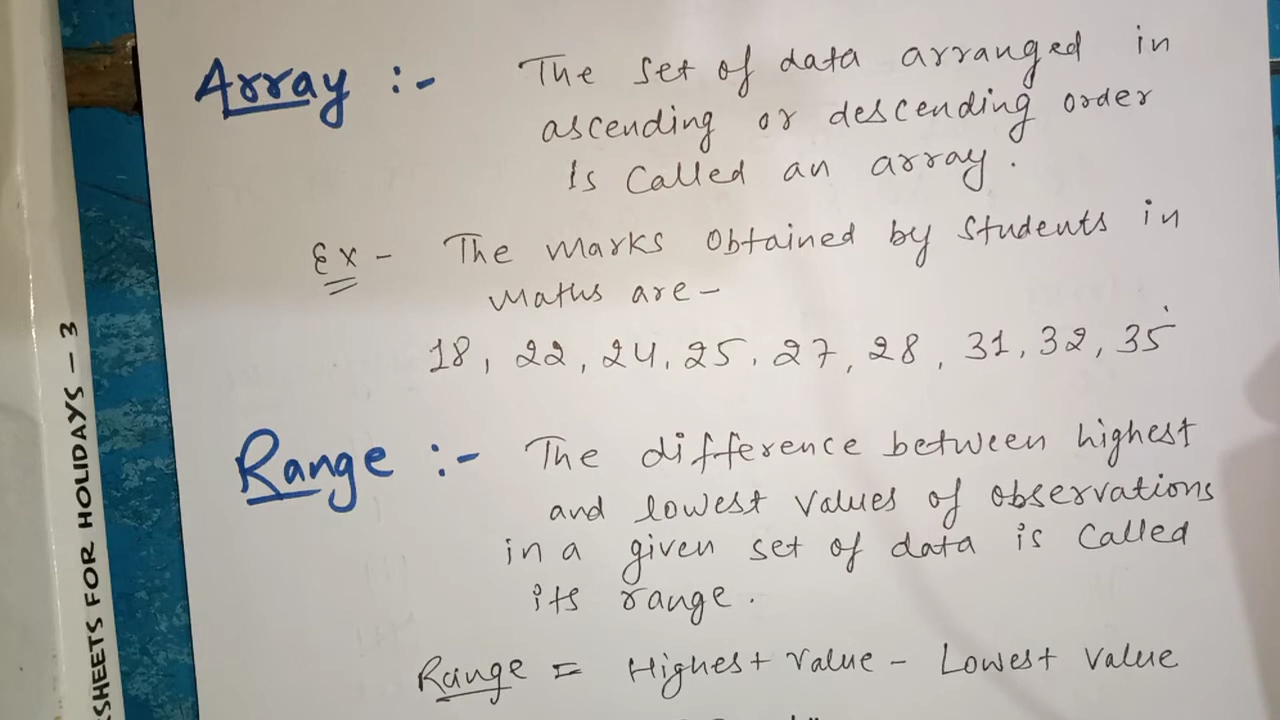 Array :- The set of data arranged in
ascending or descending order
is called an array.
Ex - The marks obtained by students in
Maths are -
18, 22, 24, 25, 27, 28, 31, 32, 35
Range :- The difference between highest
and lowest values of observations
in a given set of data is called
its range.
Range = Highest value - Lowest value
SHEETS FOR HOLIDAYS - 3